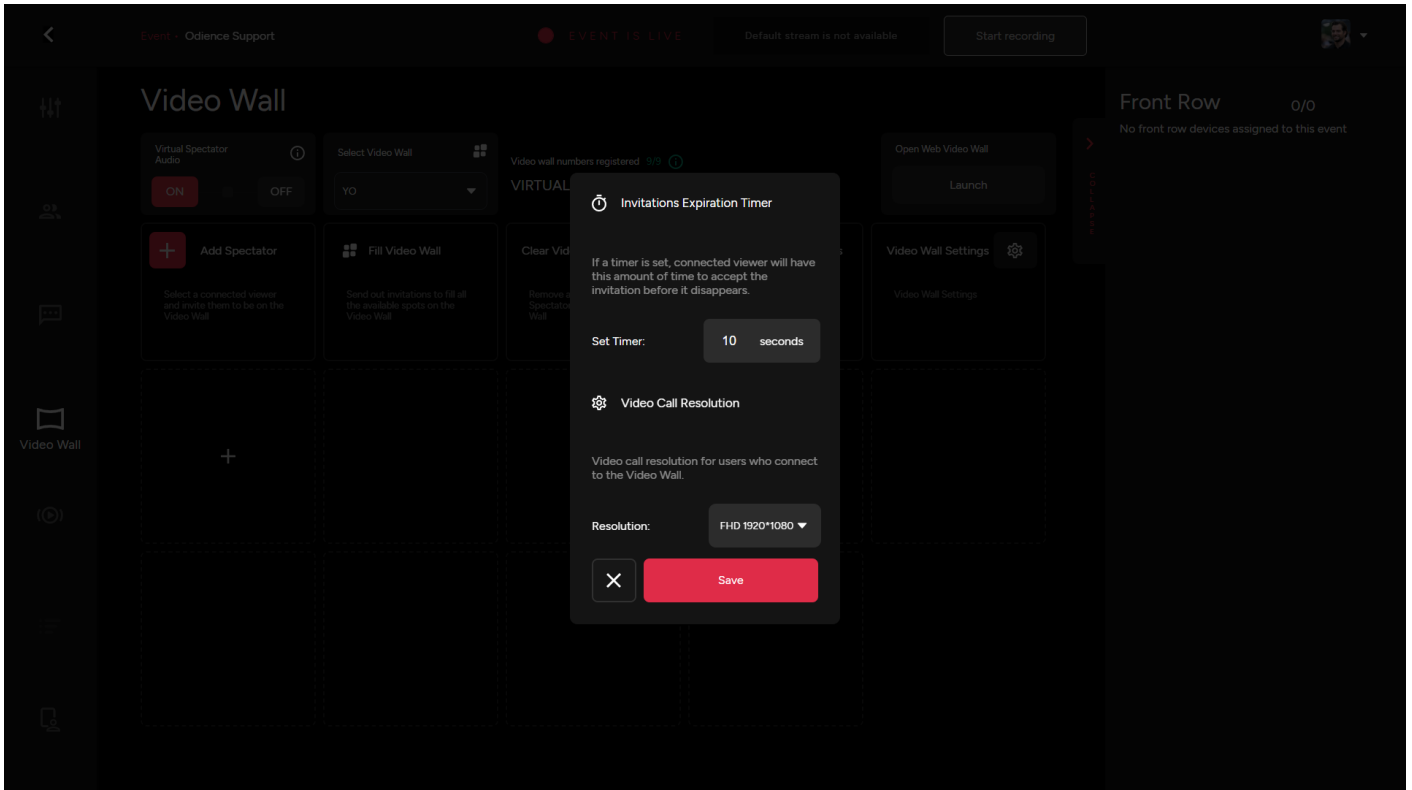 Event • Odience Support
EVENT IS LIVE
Default stream is not available
Start recording
Video Wall
Front Row
0/0
No front row devices assigned to this event
Virtual Spectator
Audio
ON
OFF
Select Video Wall
YO
Video wall numbers registered 9/9
VIRTUAL
Open Web Video Wall
Launch
COLLAPSE
Add Spectator
Select a connected viewer
and invite them to be on the
Video Wall
Fill Video Wall
Send out invitations to fill all
the available spots on the
Video Wall
Clear Vid
Remove a
Spectator
Wall
s
Video Wall Settings
Video Wall Settings
Video Wall
Invitations Expiration Timer
If a timer is set, connected viewer will have
this amount of time to accept the
invitation before it disappears.
Set Timer:
10 seconds
Video Call Resolution
Video call resolution for users who connect
to the Video Wall.
Resolution:
FHD 1920*1080
Save